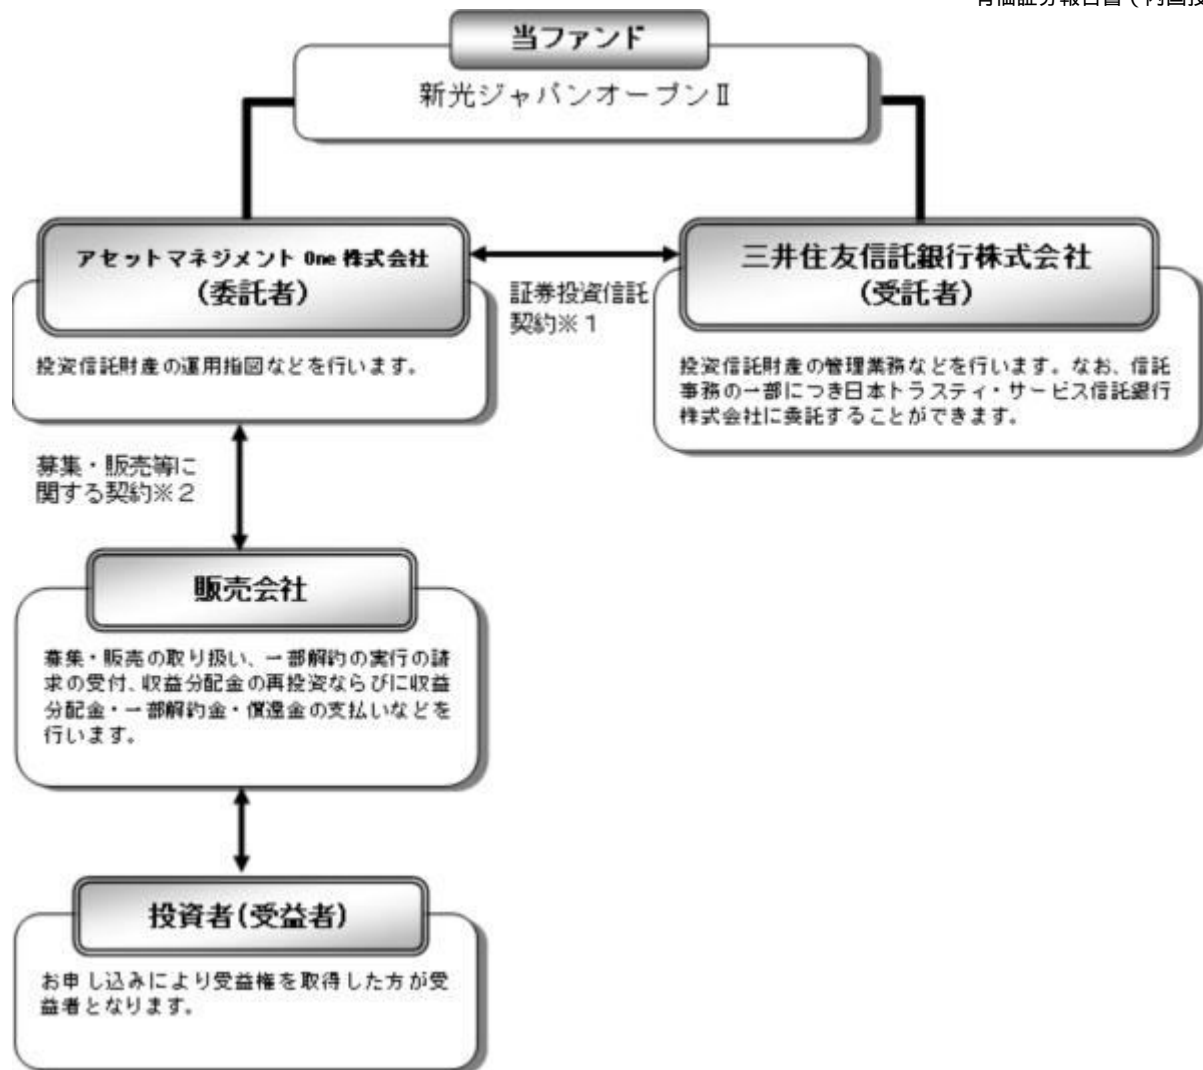 有価証券報告書（内国投
当ファンド
新光ジャパンオープンⅡ
アセットマネジメント One 株式会社
（委託者）
投資信託財産の運用指図などを行います。
証券投資信託
契約※１
三井住友信託銀行株式会社
（受託者）
投資信託財産の管理業務などを行います。なお、信託
事務の一部につき日本トラスティ・サービス信託銀行
株式会社に委託することができます。
募集・販売等に
関する契約※２
販売会社
募集・販売の取り扱い、一部解約の実行の請
求の受付、収益分配金の再投資ならびに収益
分配金・一部解約金・償還金の支払いなどを
行います。
投資者（受益者）
お申し込みにより受益権を取得した方が受
益者となります。